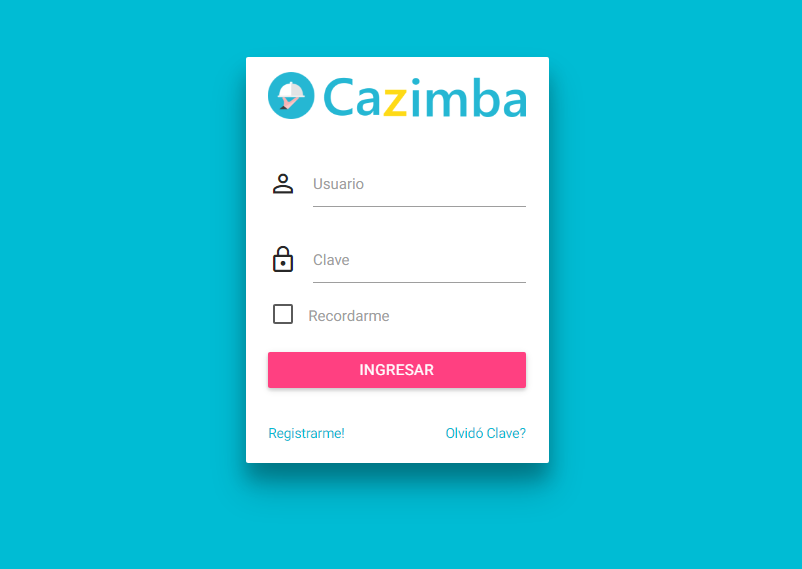 Cazimba
Usuario
Clave
Recordarme
INGRESAR
Registrarme!
Olvidó Clave?